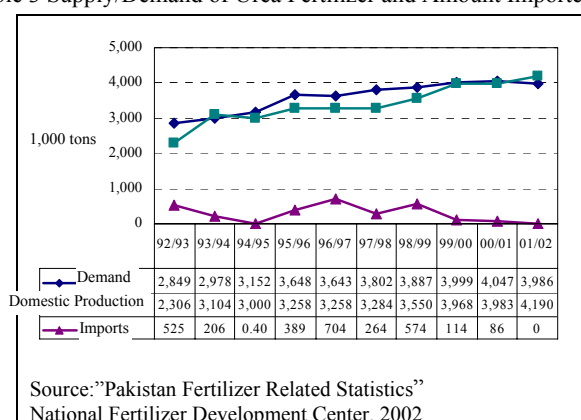 le 3 Supply/Demand of Urea Fertilizer and Amount Importe
5,000
4,000
3,000
2,000
1,000
0
1,000 tons
92/93 93/94 94/95 95/96 96/97 97/98 98/99 99/00 00/01 01/02
Demand 2,849 2,978 3,152 3,648 3,643 3,802 3,887 3,999 4,047 3,986
Domestic Production 2,306 3,104 3,000 3,258 3,258 3,284 3,550 3,968 3,983 4,190
Imports 525 206 0.40 389 704 264 574 114 86 0
Source:”Pakistan Fertilizer Related Statistics”
National Fertilizer Development Center, 2002